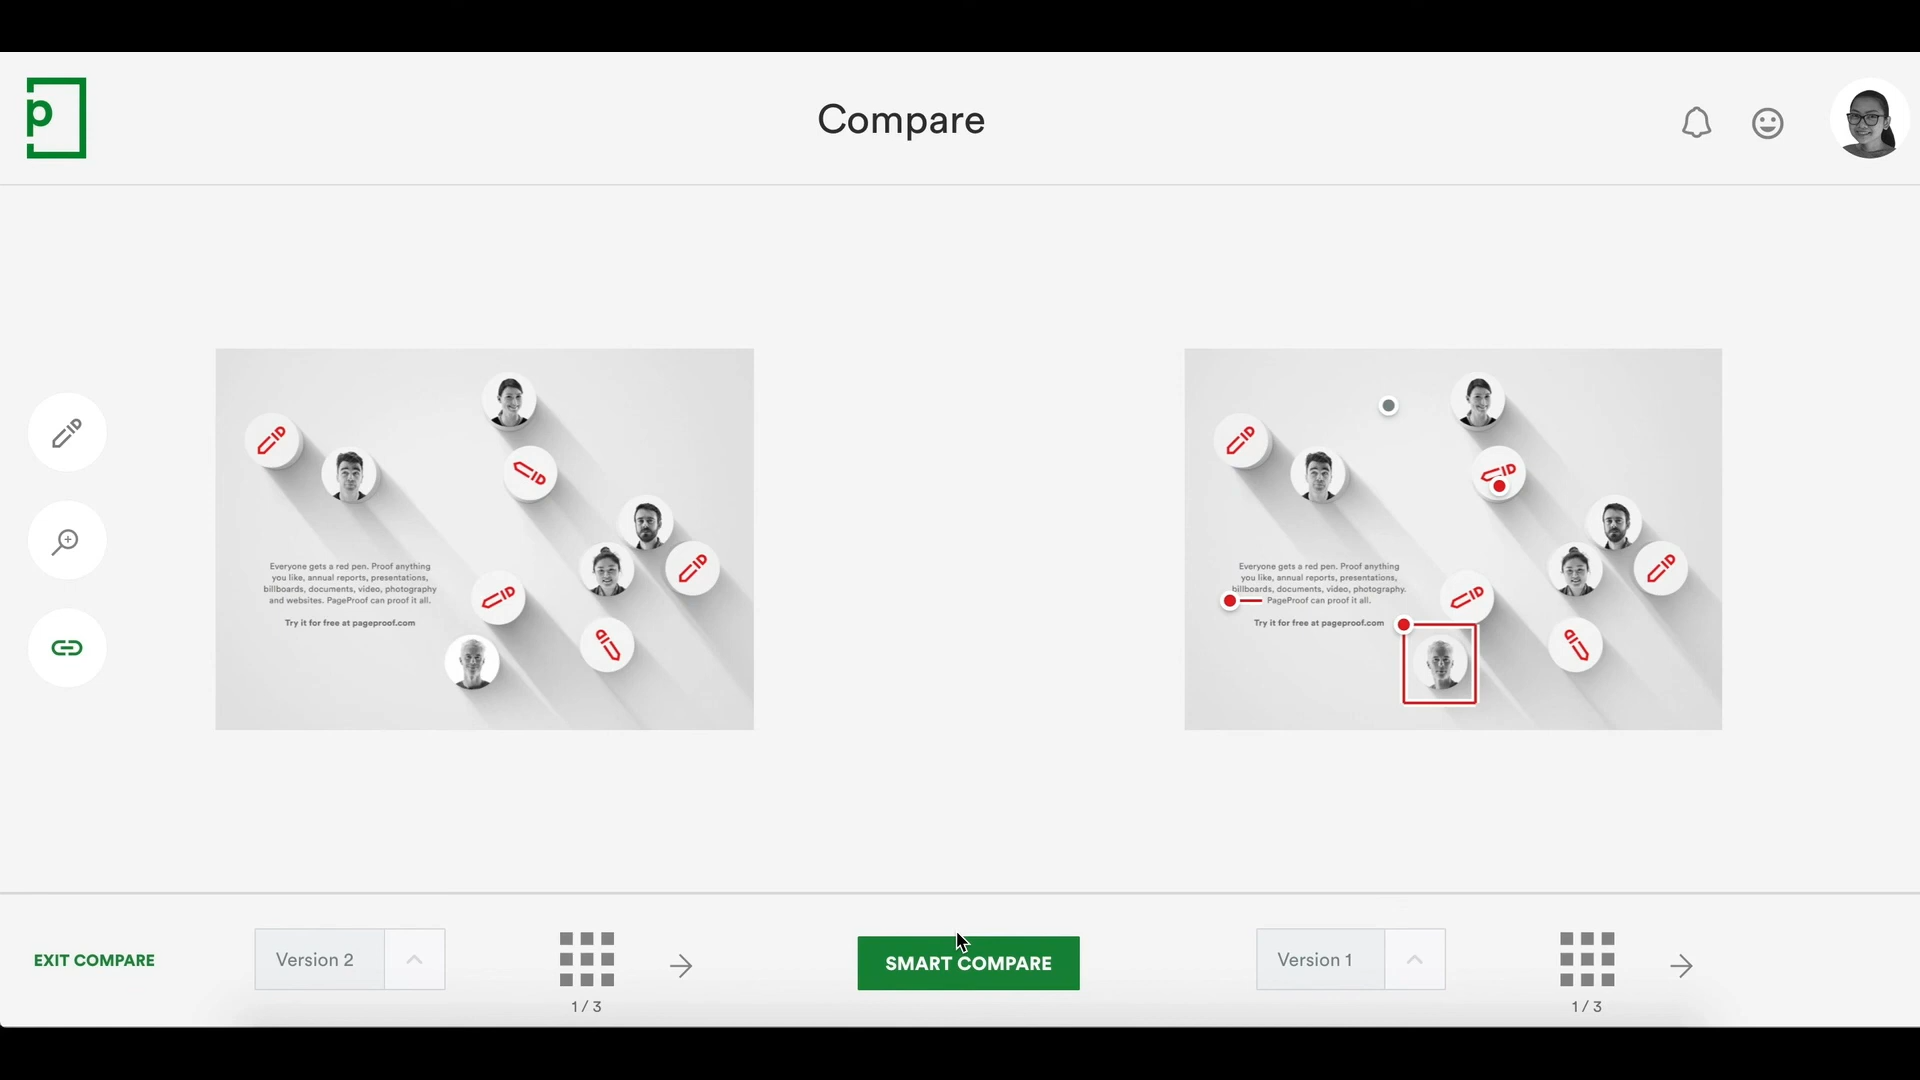 p
Compare
Everyone gets a red pen. Proof anything
you like, annual reports, presentations,
billboards, documents, video, photography
and websites. PageProof can proof it all.
Try it for free at pageproof.com
Everyone gets a red pen. Proof anything
you like, annual reports, presentations,
billboards, documents, video, photography.
PageProof can proof it all.
Try it for free at pageproof.com
EXIT COMPARE
Version 2
1 / 3
SMART COMPARE
Version 1
1 / 3